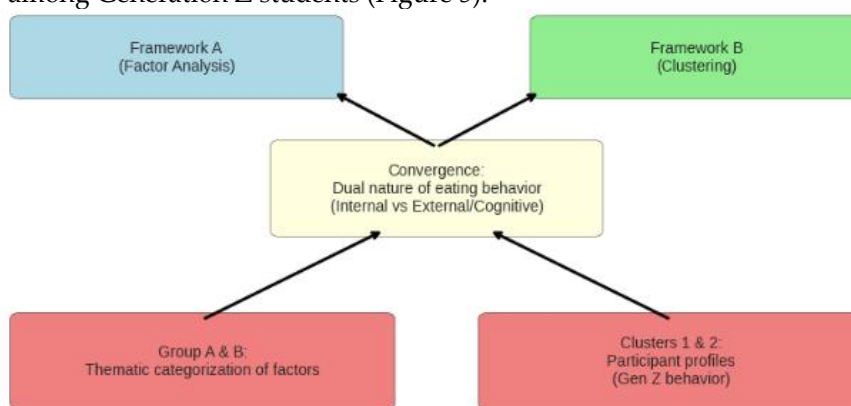 among Generation Z students (Figure 3).
Framework A
(Factor Analysis)
Framework B
(Clustering)
Convergence:
Dual nature of eating behavior
(Internal vs External/Cognitive)
Group A & B:
Thematic categorization of factors
Clusters 1 & 2:
Participant profiles
(Gen Z behavior)